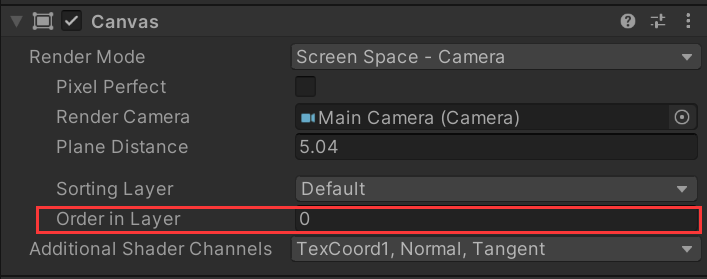 Canvas
Render Mode Screen Space - Camera
Pixel Perfect
Render Camera Main Camera (Camera)
Plane Distance 5.04
Sorting Layer Default
Order in Layer 0
Additional Shader Channels TexCoord1, Normal, Tangent